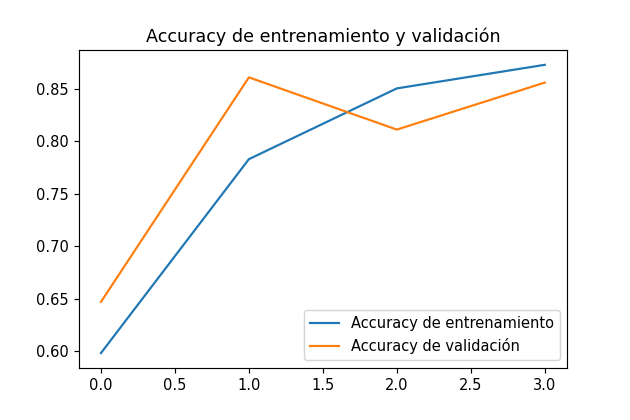 Accuracy de entrenamiento y validación
0.85
0.80
0.75
0.70
0.65
0.60
Accuracy de entrenamiento
Accuracy de validación
0.0 0.5 1.0 1.5 2.0 2.5 3.0